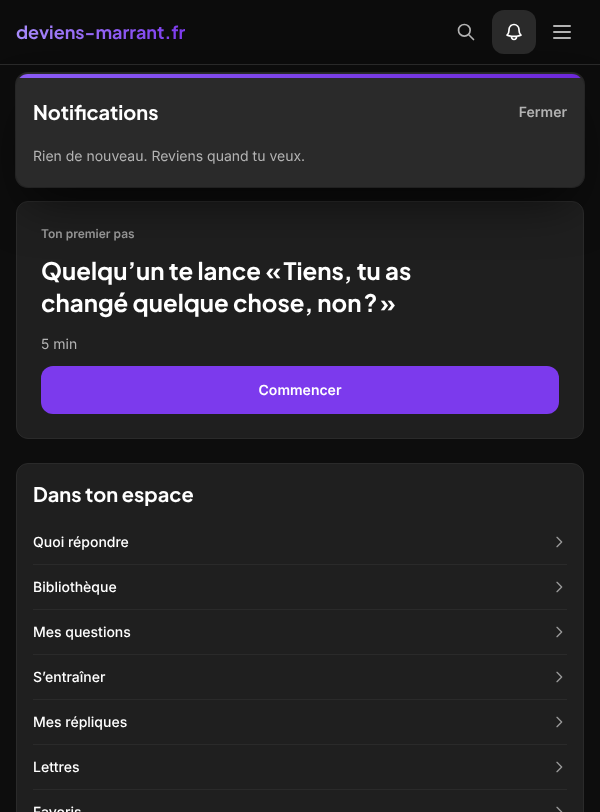 deviens-marrant.fr
Notifications
Fermer
Rien de nouveau. Reviens quand tu veux.
Ton premier pas
Quelqu’un te lance « Tiens, tu as
changé quelque chose, non ? »
5 min
Commencer
Dans ton espace
Quoi répondre
Bibliothèque
Mes questions
S’entraîner
Mes répliques
Lettres
Favoris